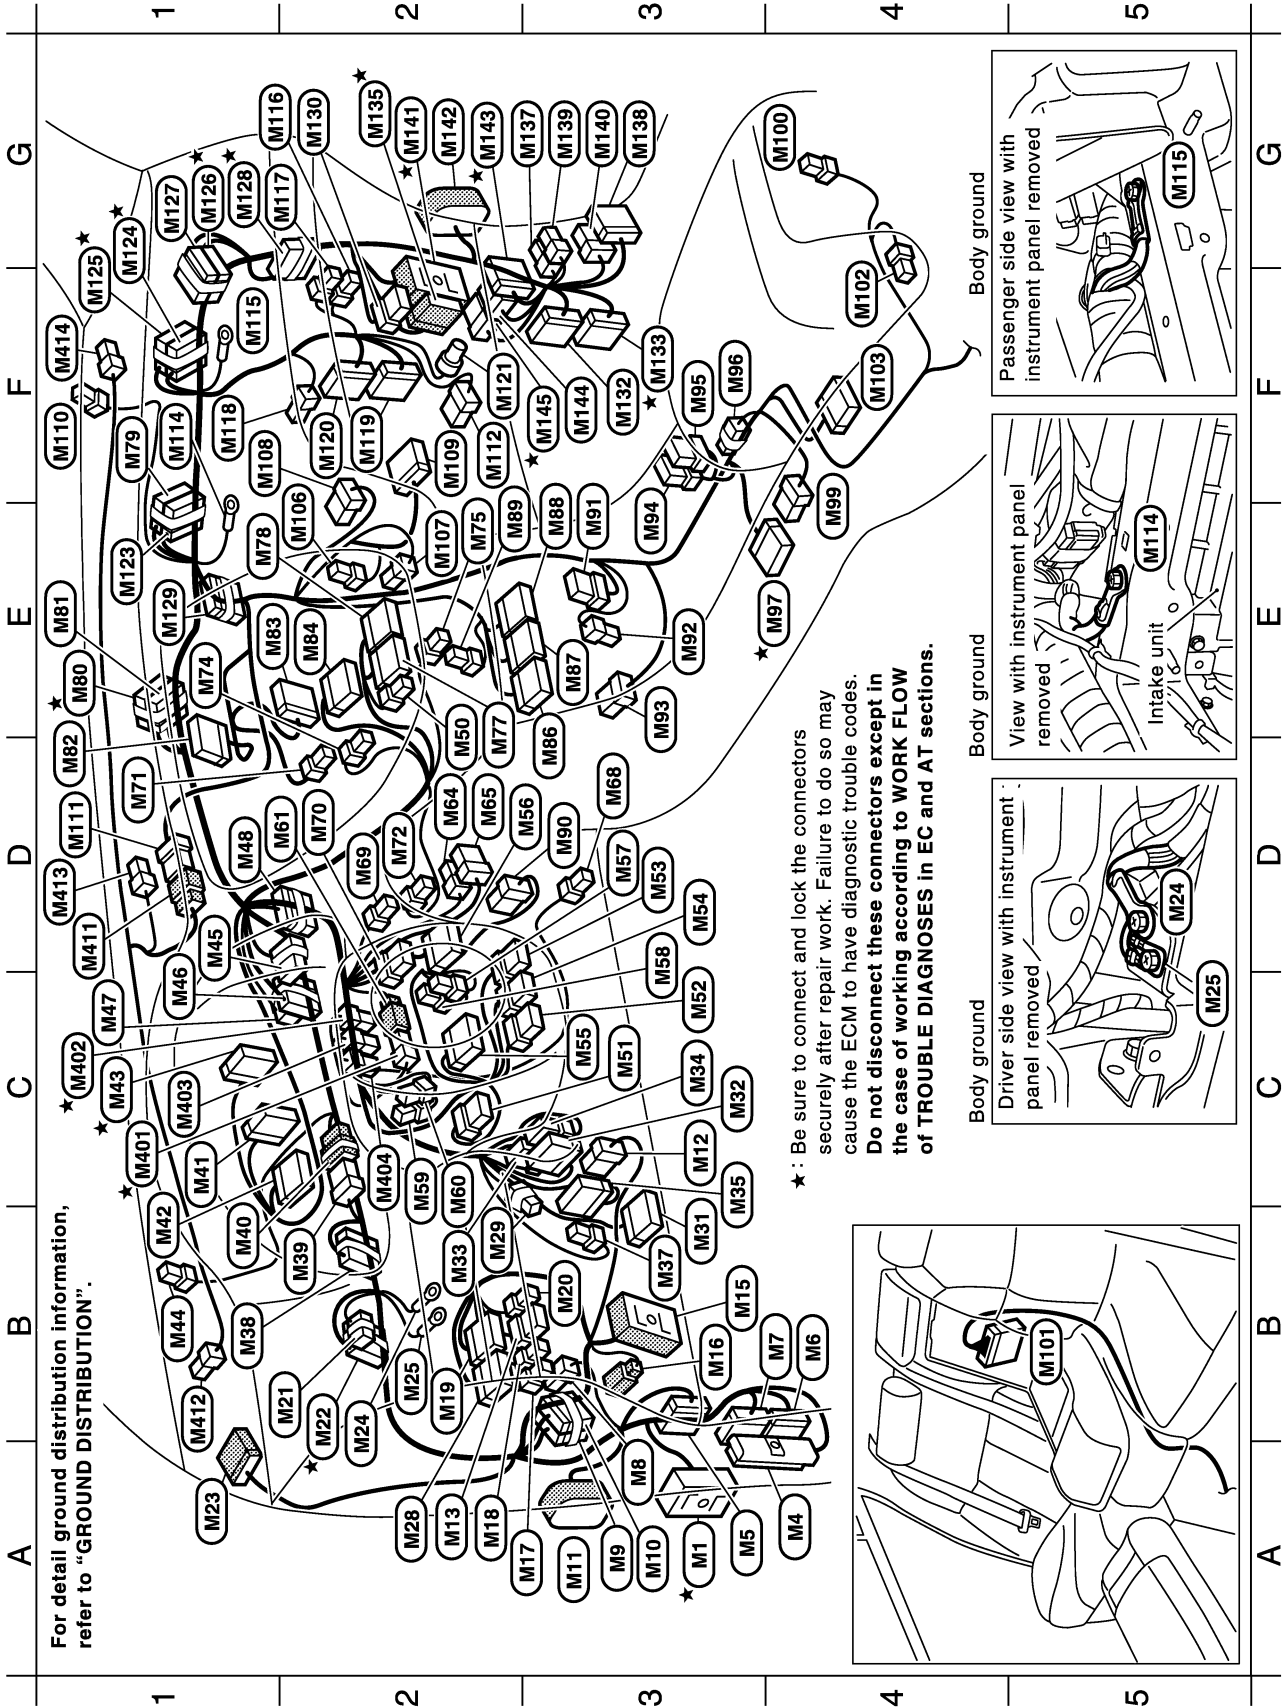 A
B
C
D
E
F
G
1
2
3
4
5
For detail ground distribution information,
refer to “GROUND DISTRIBUTION”.
M23
M412
M44
M42
M41
M401 ★
M403
M43 ★
M402 ★
M47
M46
M45
M411
M413
M111
M48
M61
M70
M71
M82
M80 ★
M81
M74
M83
M84
M129
M123
M78
M106
M108
M79
M114
M118
M110
M414
M115
M125 ★
M124 ★
M127
M126 ★
M128 ★
M117
M116
M130
M135 ★
M141 ★
M142
M143 ★
M137
M139
M140
M138
M100
M102
M103
M21
M22 ★
M24
M25
M38
M39
M40
M404
M59
M60
M69
M72
M64
M65
M56
M90
M68
M57
M53
M54
M58
M52
M55
M51
M34
M32
M12
M35
M31
M37
M33
M29
M20
M19
M15
M16
M7
M6
M28
M13
M18
M17
M11
M9
M10
M8
M1 ★
M5
M4
M50
M77
M86
M87
M93
M92
M107
M75
M89
M88
M91
M94
M95
M96
M97 ★
M99
M120
M119
M109
M112
M121
M145 ★
M144
M132
M133 ★
★ : Be sure to connect and lock the connectors
securely after repair work. Failure to do so may
cause the ECM to have diagnostic trouble codes.
Do not disconnect these connectors except in
the case of working according to WORK FLOW
of TROUBLE DIAGNOSES in EC and AT sections.
M101
Body ground
Driver side view with instrument
panel removed
M24
M25
Body ground
View with instrument panel
removed
M114
Intake unit
Body ground
Passenger side view with
instrument panel removed
M115
A
B
C
D
E
F
G
1
2
3
4
5